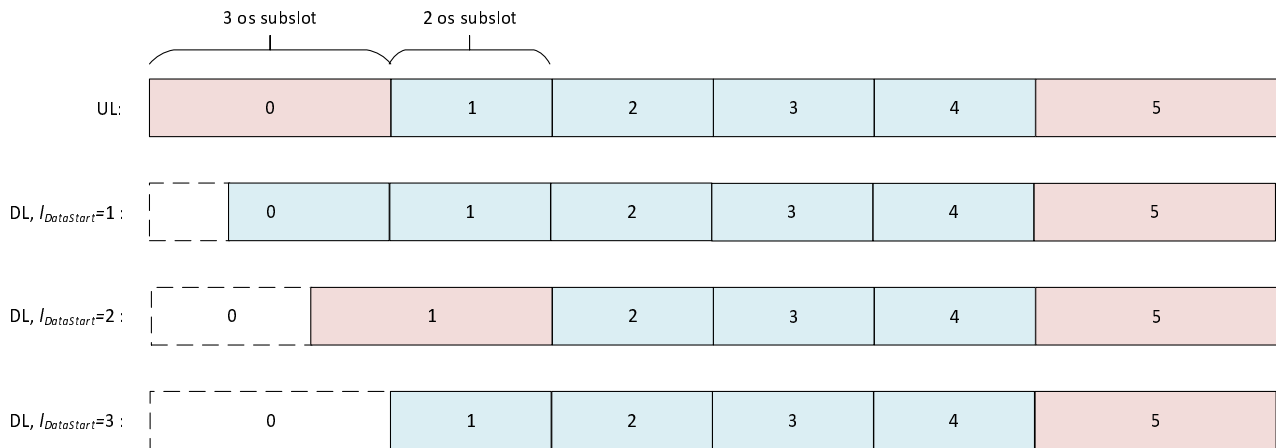 3 os subslot 2 os subslot
UL: 0 1 2 3 4 5
DL, lDataStart=1 : 0 1 2 3 4 5
DL, lDataStart=2 : 0 1 2 3 4 5
DL, lDataStart=3 : 0 1 2 3 4 5